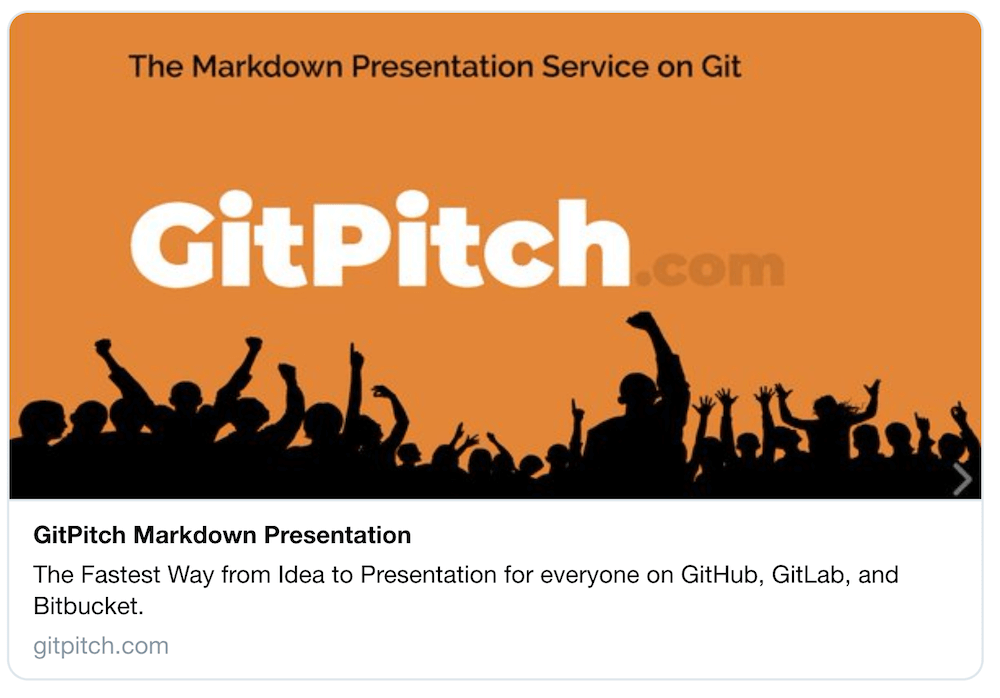 The Markdown Presentation Service on Git
GitPitch.com
GitPitch Markdown Presentation
The Fastest Way from Idea to Presentation for everyone on GitHub, GitLab, and
Bitbucket.
gitpitch.com